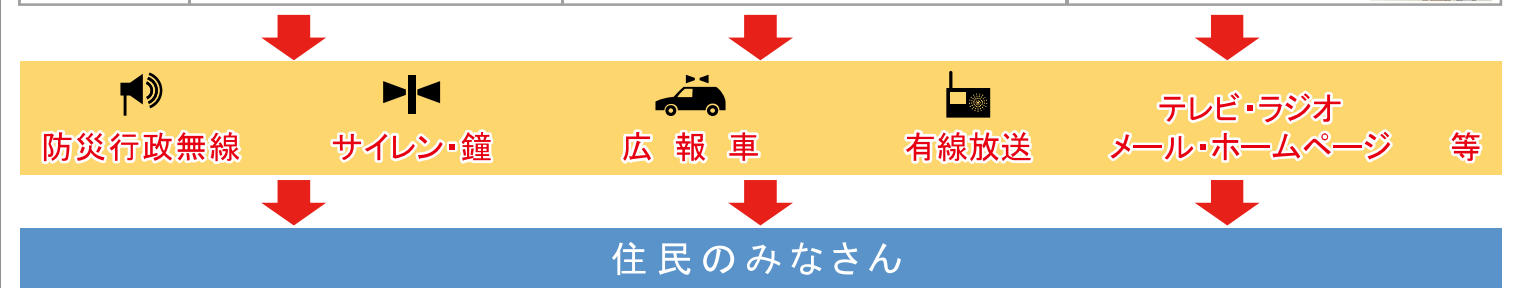 防災行政無線
サイレン・鐘
広報車
有線放送
テレビ・ラジオ
メール・ホームページ 等
住民のみなさん